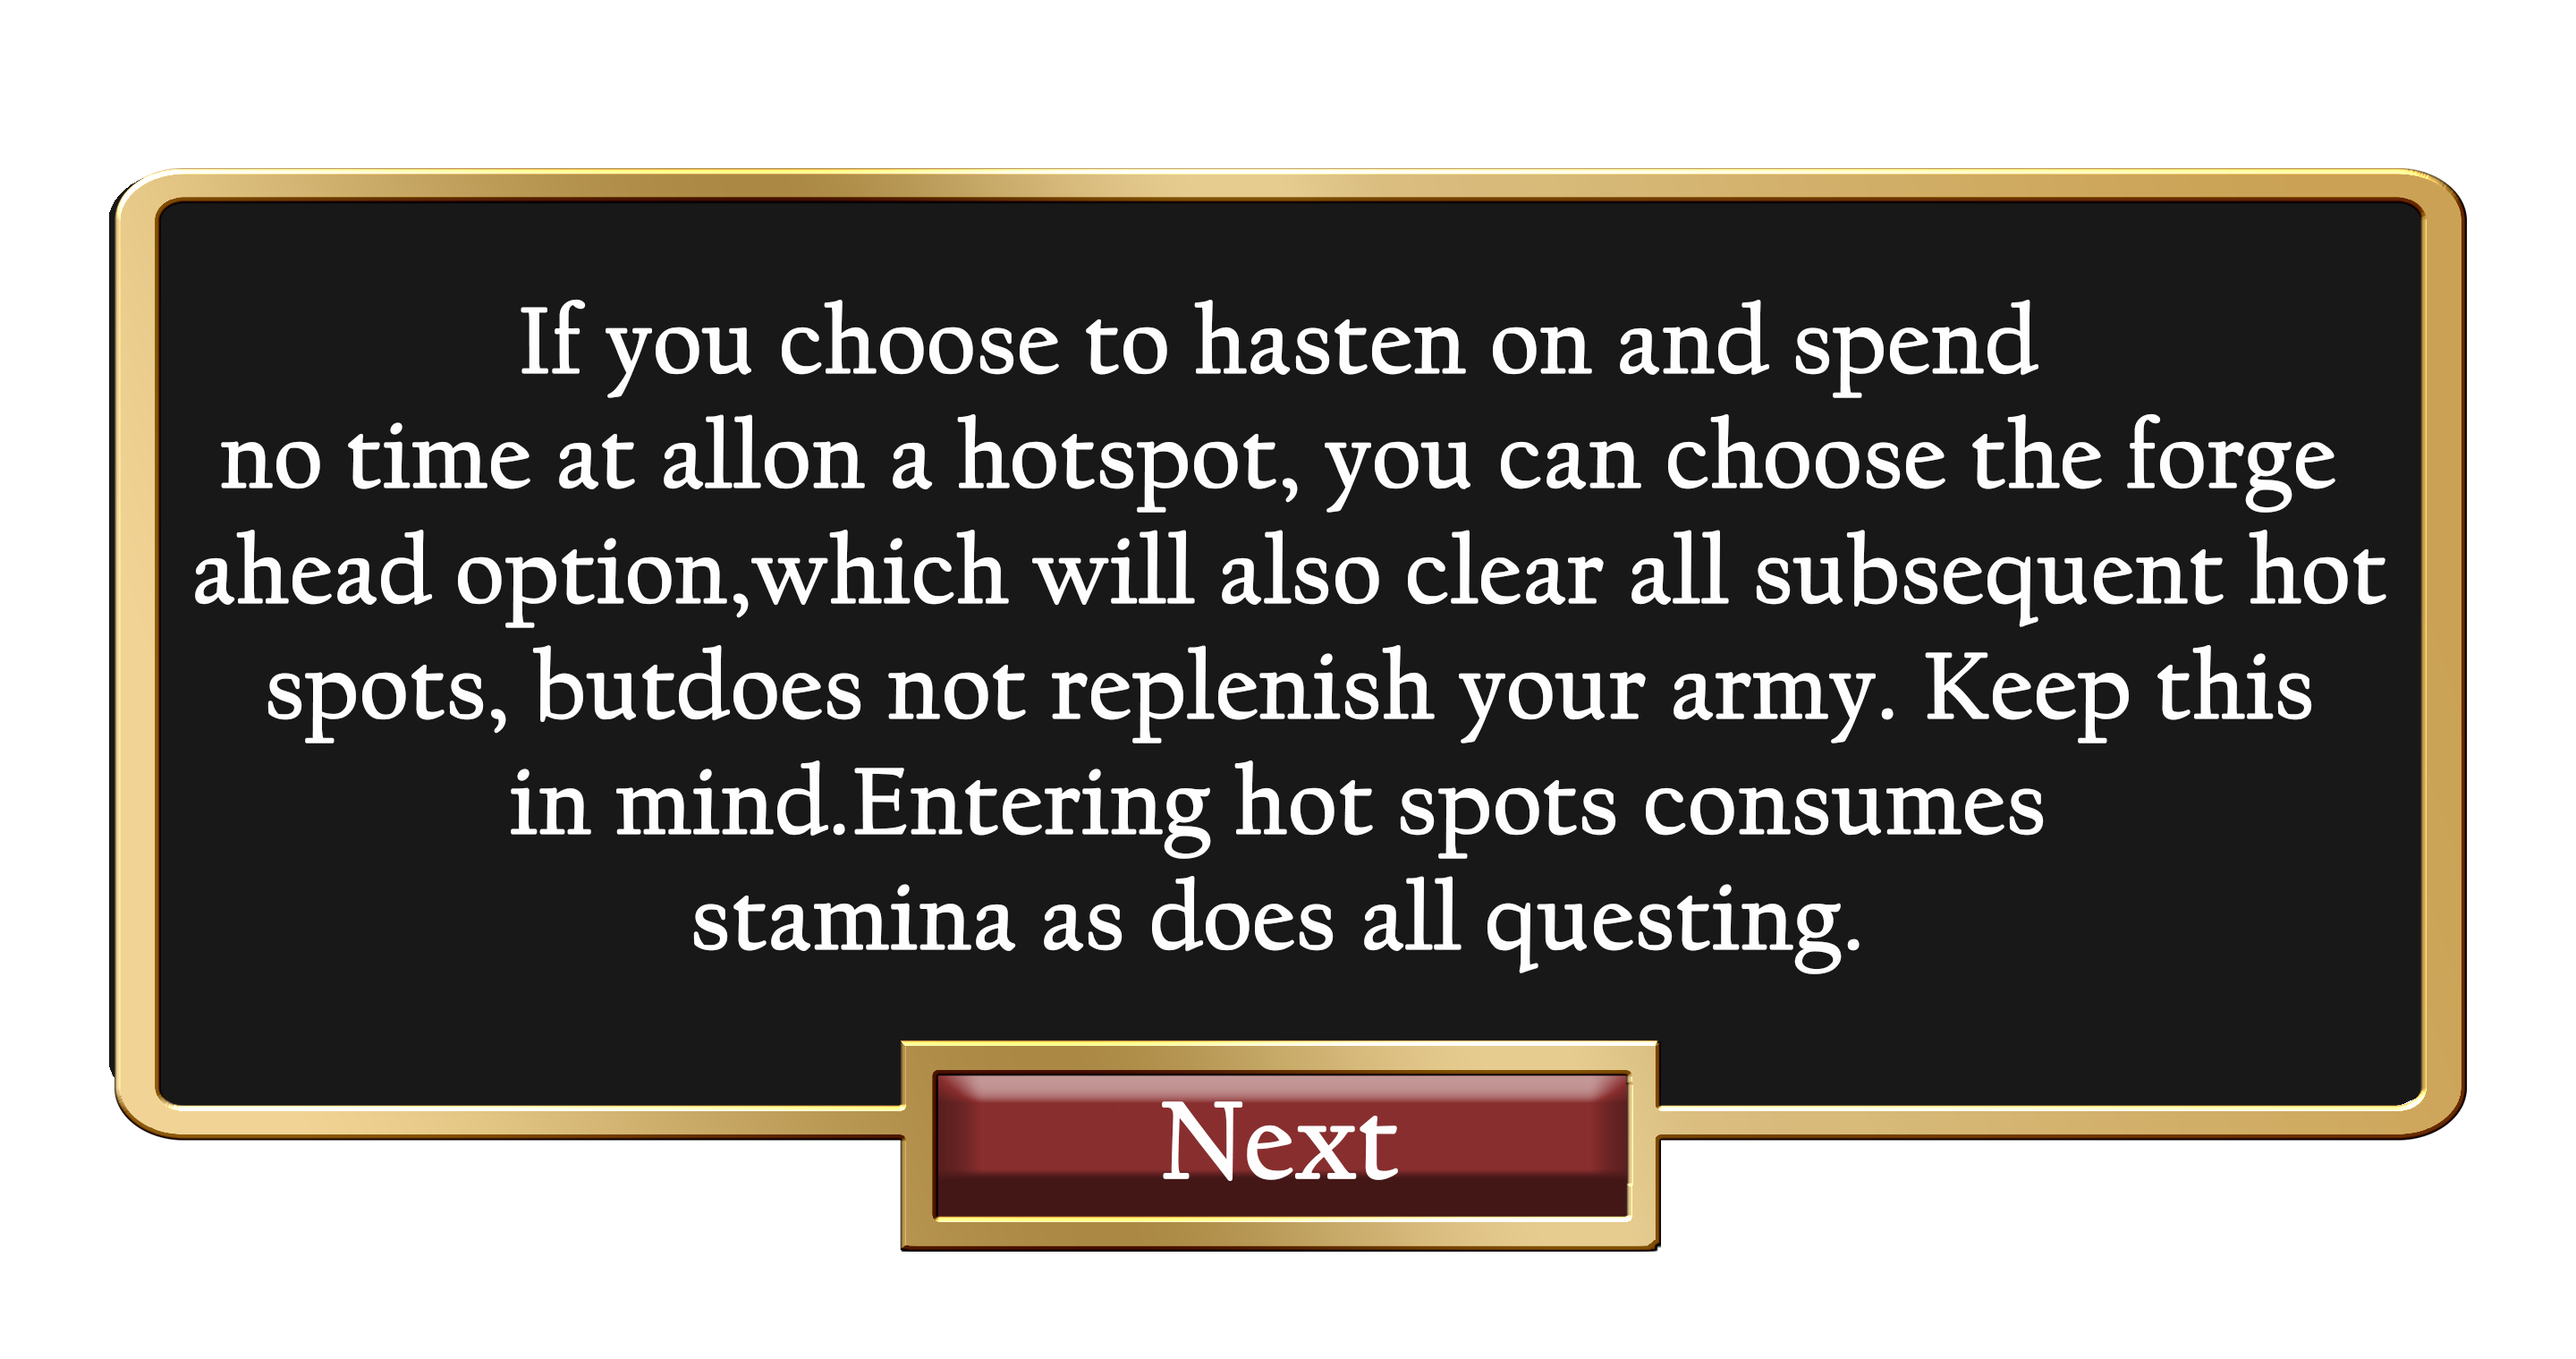 If you choose to hasten on and spend
no time at allon a hotspot, you can choose the forge
ahead option,which will also clear all subsequent hot
spots, butdoes not replenish your army. Keep this
in mind.Entering hot spots consumes
stamina as does all questing.
Next